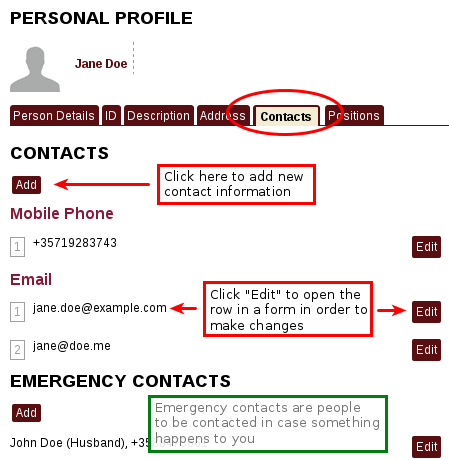 PERSONAL PROFILE
Jane Doe
Person Details ID Description Address Contacts Positions
CONTACTS
Add
Click here to add new
contact information
Mobile Phone
1 +35719283743 Edit
Email
1 jane.doe@example.com Edit
Click "Edit" to open the
row in a form in order to
make changes
2 jane@doe.me Edit
EMERGENCY CONTACTS
Add
Emergency contacts are people
to be contacted in case something
happens to you
John Doe (Husband), +35 Edit